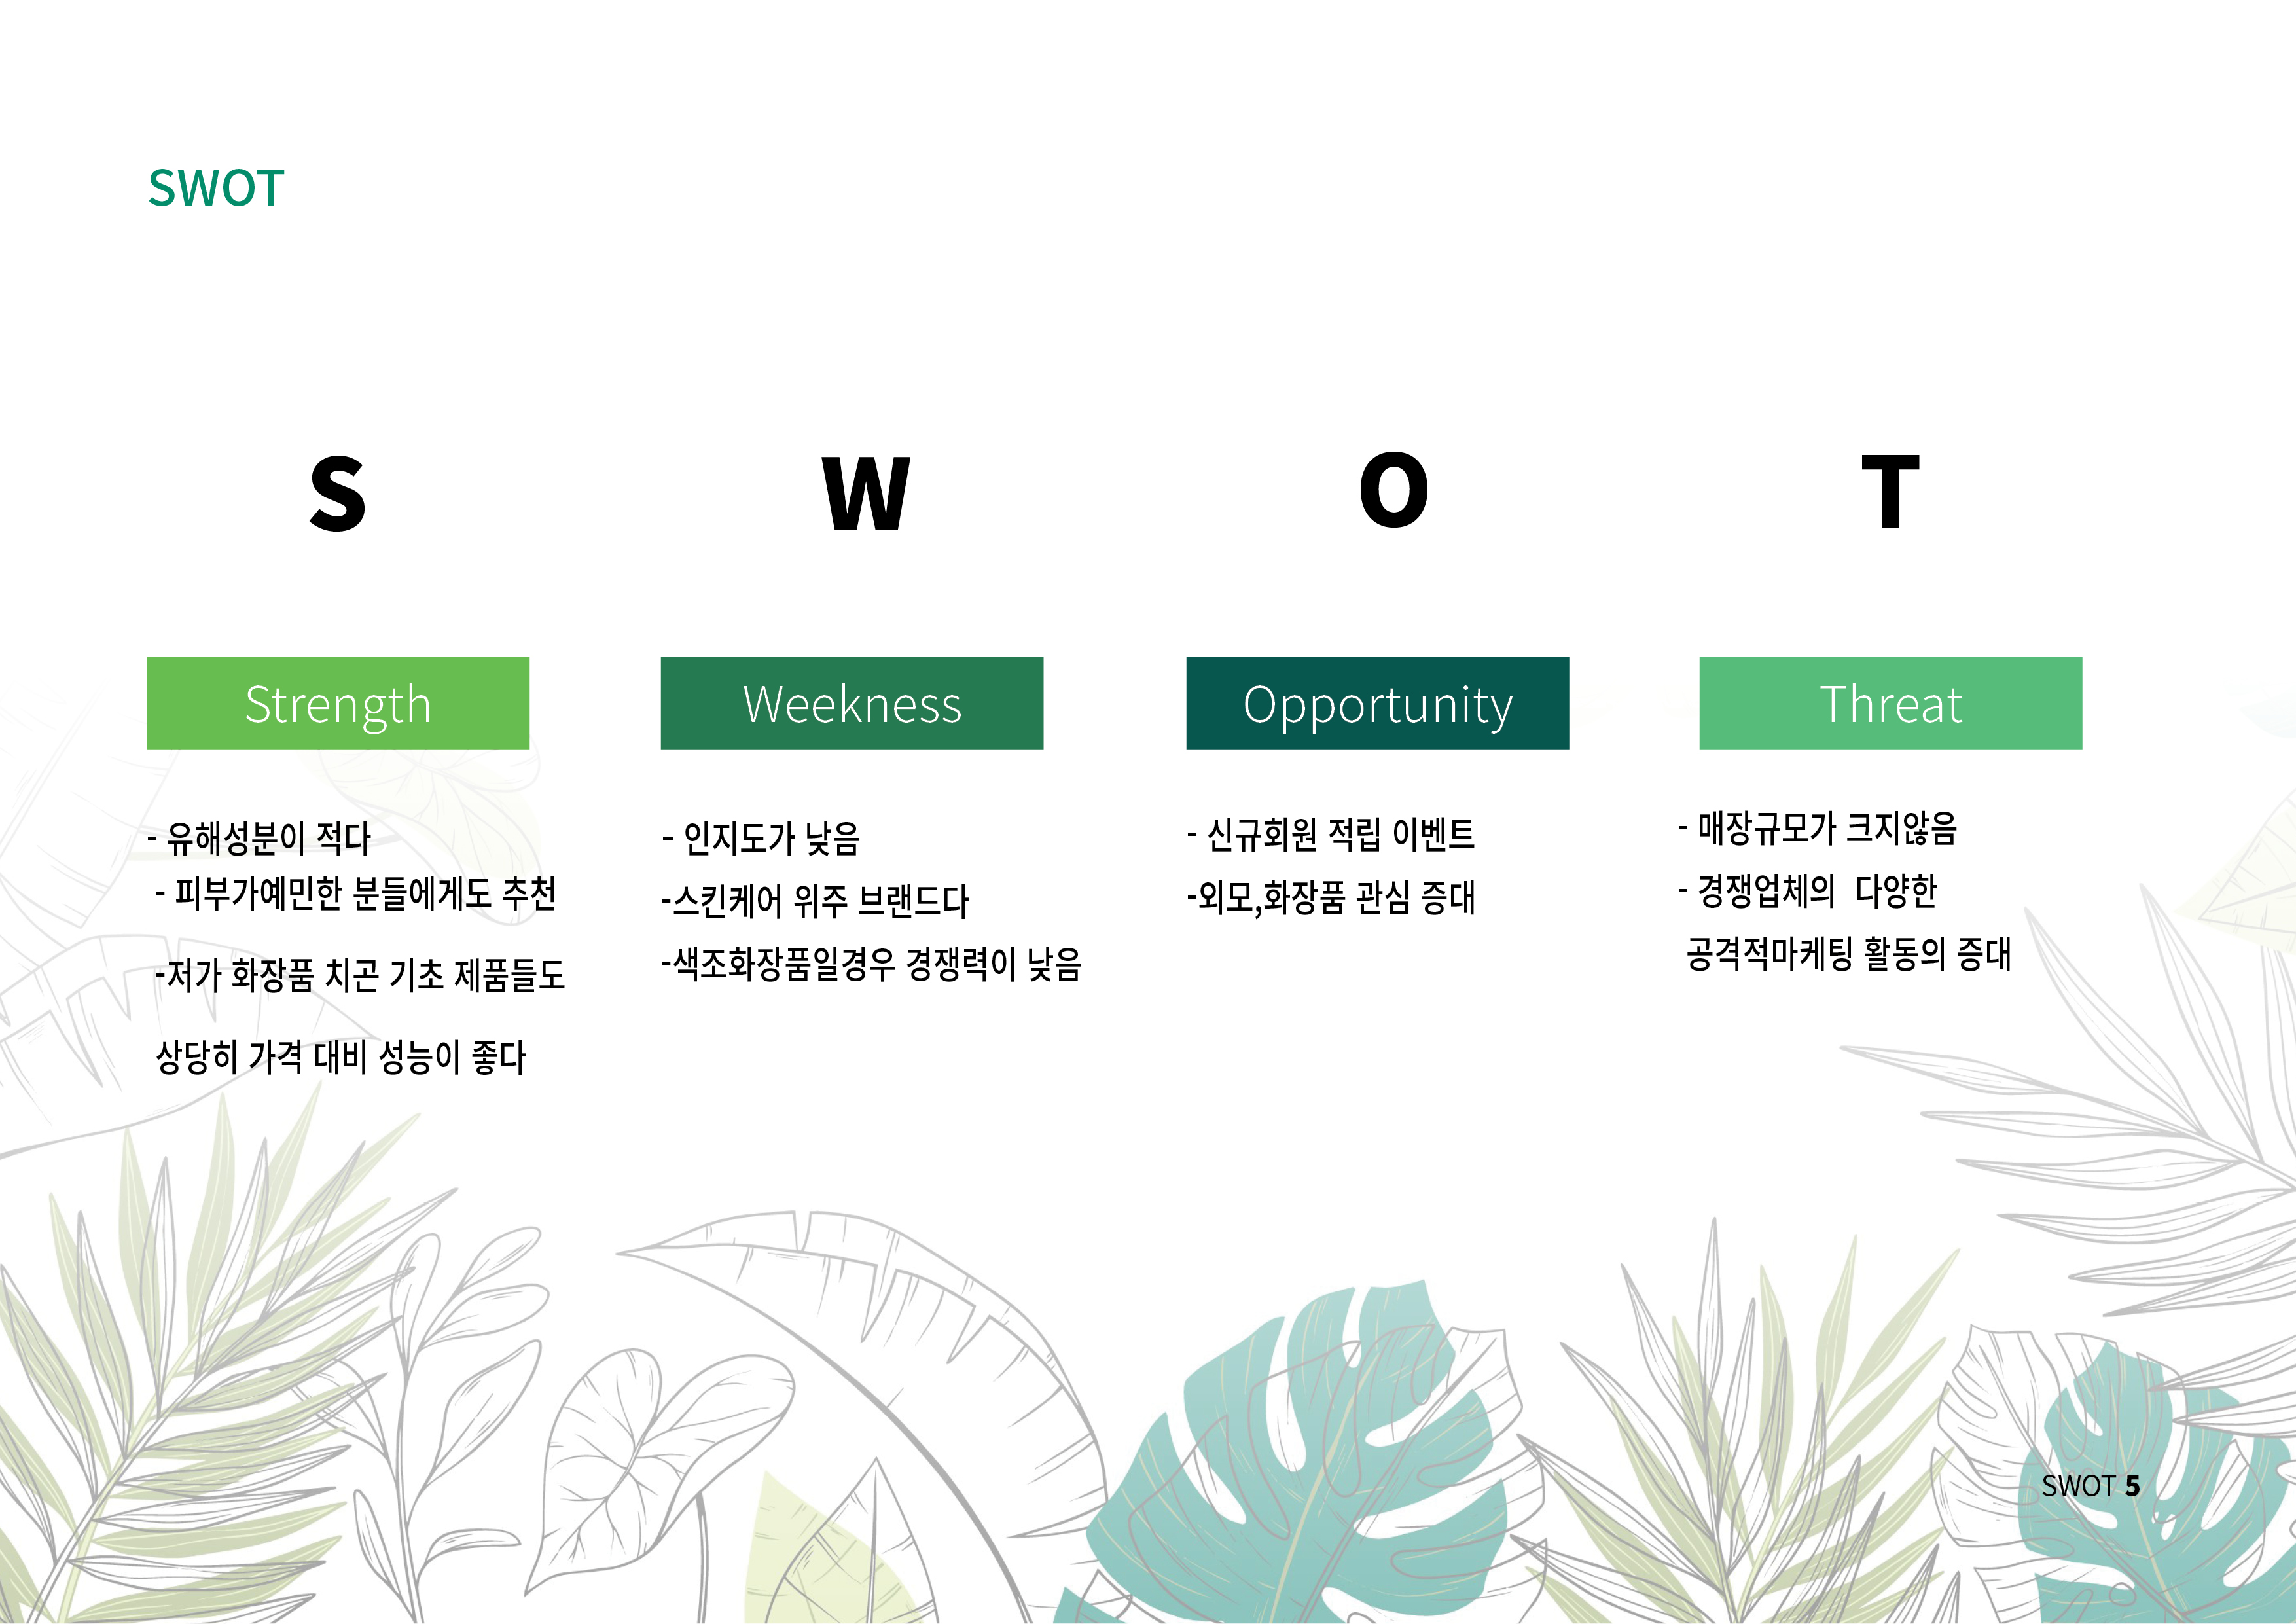 SWOT
S
W
O
T
Strength
Weekness
Opportunity
Threat
- 유해성분이 적다
- 피부가예민한 분들에게도 추천
-저가 화장품 치곤 기초 제품들도
상당히 가격 대비 성능이 좋다
- 인지도가 낮음
-스킨케어 위주 브랜드다
-색조화장품일경우 경쟁력이 낮음
- 신규회원 적립 이벤트
-외모,화장품 관심 증대
- 매장규모가 크지않음
- 경쟁업체의  다양한
공격적마케팅 활동의 증대
SWOT 5